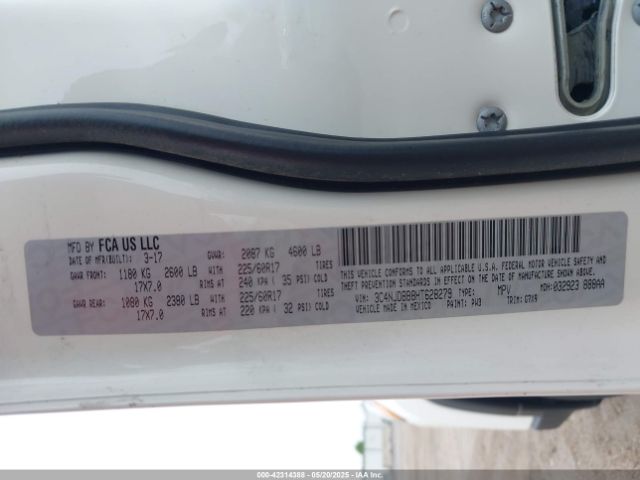 MFD BY FCA US LLC
DATE OF MFR(BUILT): 3-17 GVWR: 2087 KG 4600 LB
GAWR FRONT: 1180 KG 2600 LB WITH 225/60R17 TIRES
17X7.0 RIMS AT 240 KPA ( 35 PSI) COLD
GAWR REAR: 1080 KG 2380 LB WITH 225/60R17 TIRES
17X7.0 RIMS AT 220 KPA ( 32 PSI) COLD
THIS VEHICLE CONFORMS TO ALL APPLICABLE U.S.A. FEDERAL MOTOR VEHICLE SAFETY
AND THEFT PREVENTION STANDARDS IN EFFECT ON THE DATE OF MANUFACTURE SHOWN ABOVE.
VIN: TYPE: MPV MDH: 032923 888AA
VEHICLE MADE IN MEXICO PAINT: PW3 TRIM:
000-42314388 - 05/20/2025 - IAAI.COM